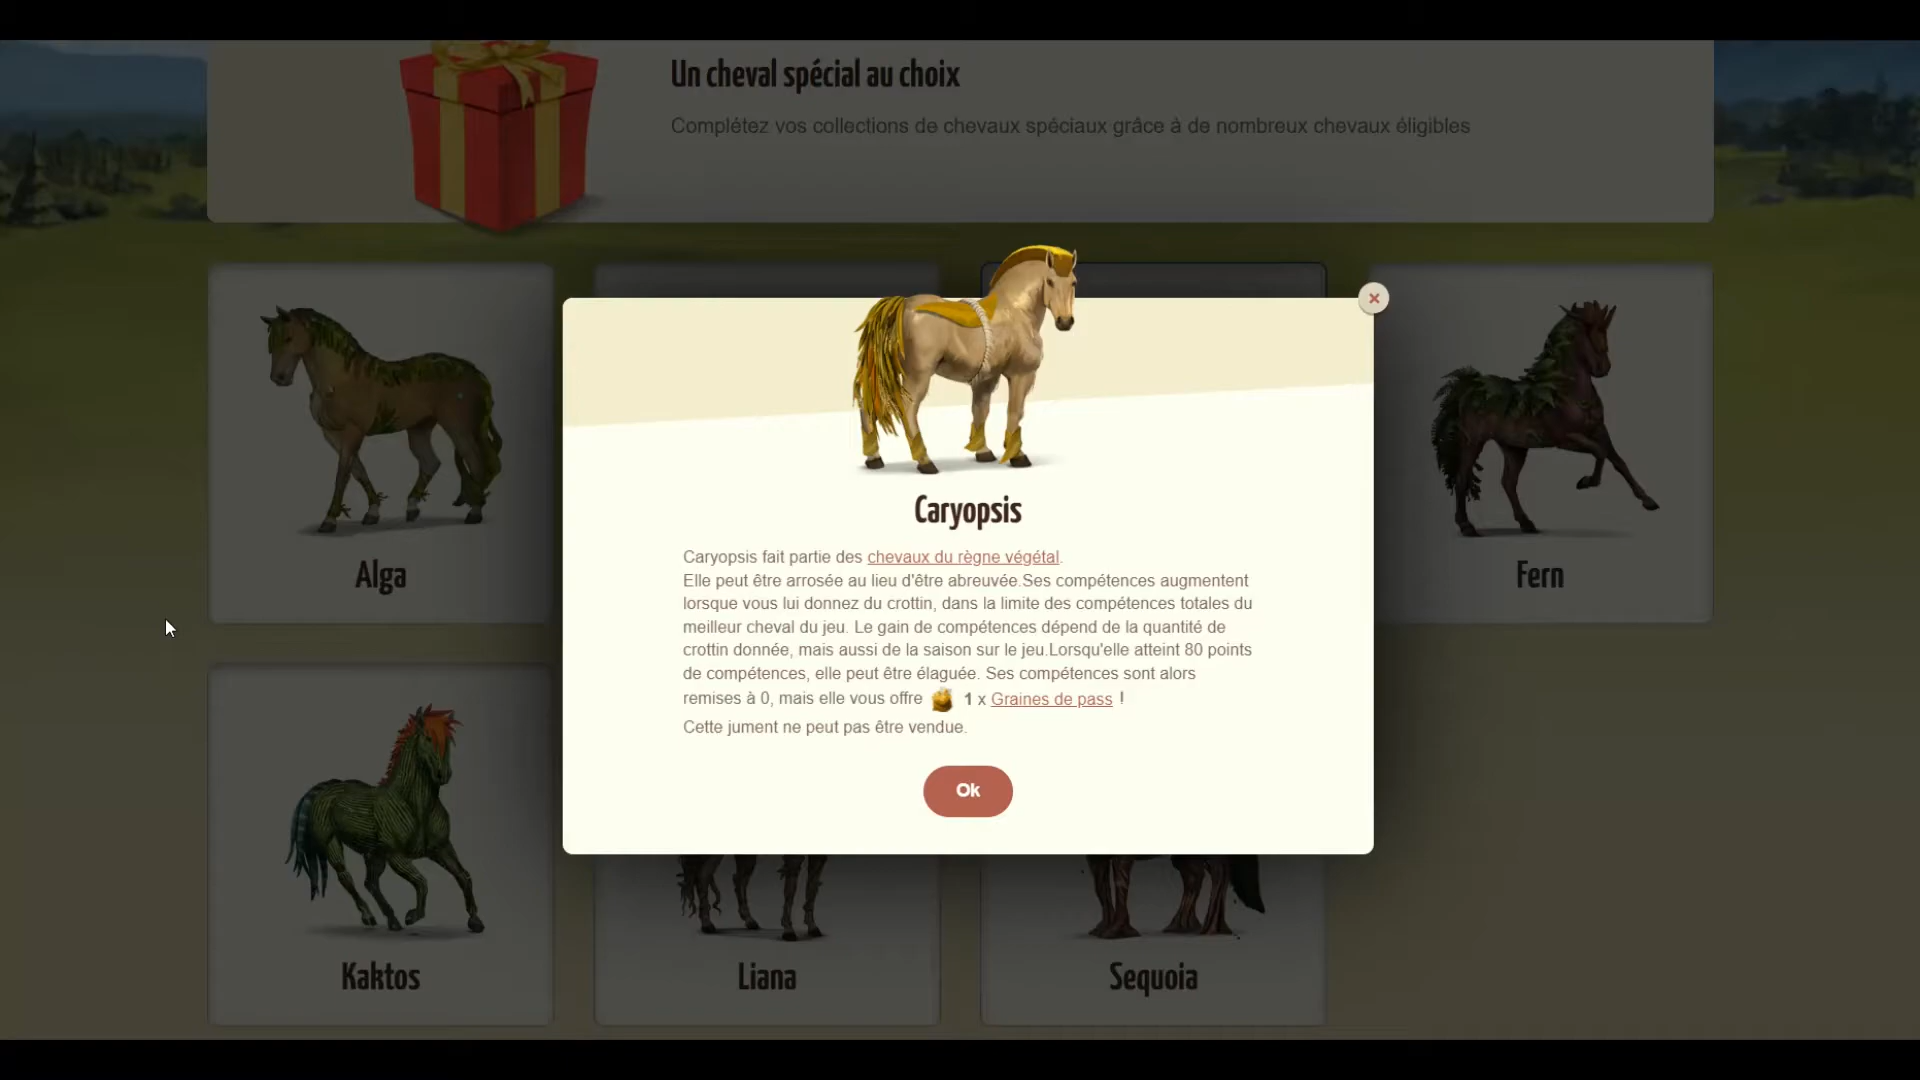 Un cheval spécial au choix
Complétez vos collections de chevaux spéciaux grâce à de nombreux chevaux éligibles
Caryopsis
Caryopsis fait partie des chevaux du règne végétal.
Elle peut être arrosée au lieu d'être abreuvée.Ses compétences augmentent
lorsque vous lui donnez du crottin, dans la limite des compétences totales du
meilleur cheval du jeu. Le gain de compétences dépend de la quantité de
crottin donnée, mais aussi de la saison sur le jeu.Lorsqu'elle atteint 80 points
de compétences, elle peut être élaguée. Ses compétences sont alors
remises à 0, mais elle vous offre 1 x Graines de pass !
Cette jument ne peut pas être vendue.
Ok
Alga
Fern
Kaktos
Liana
Sequoia